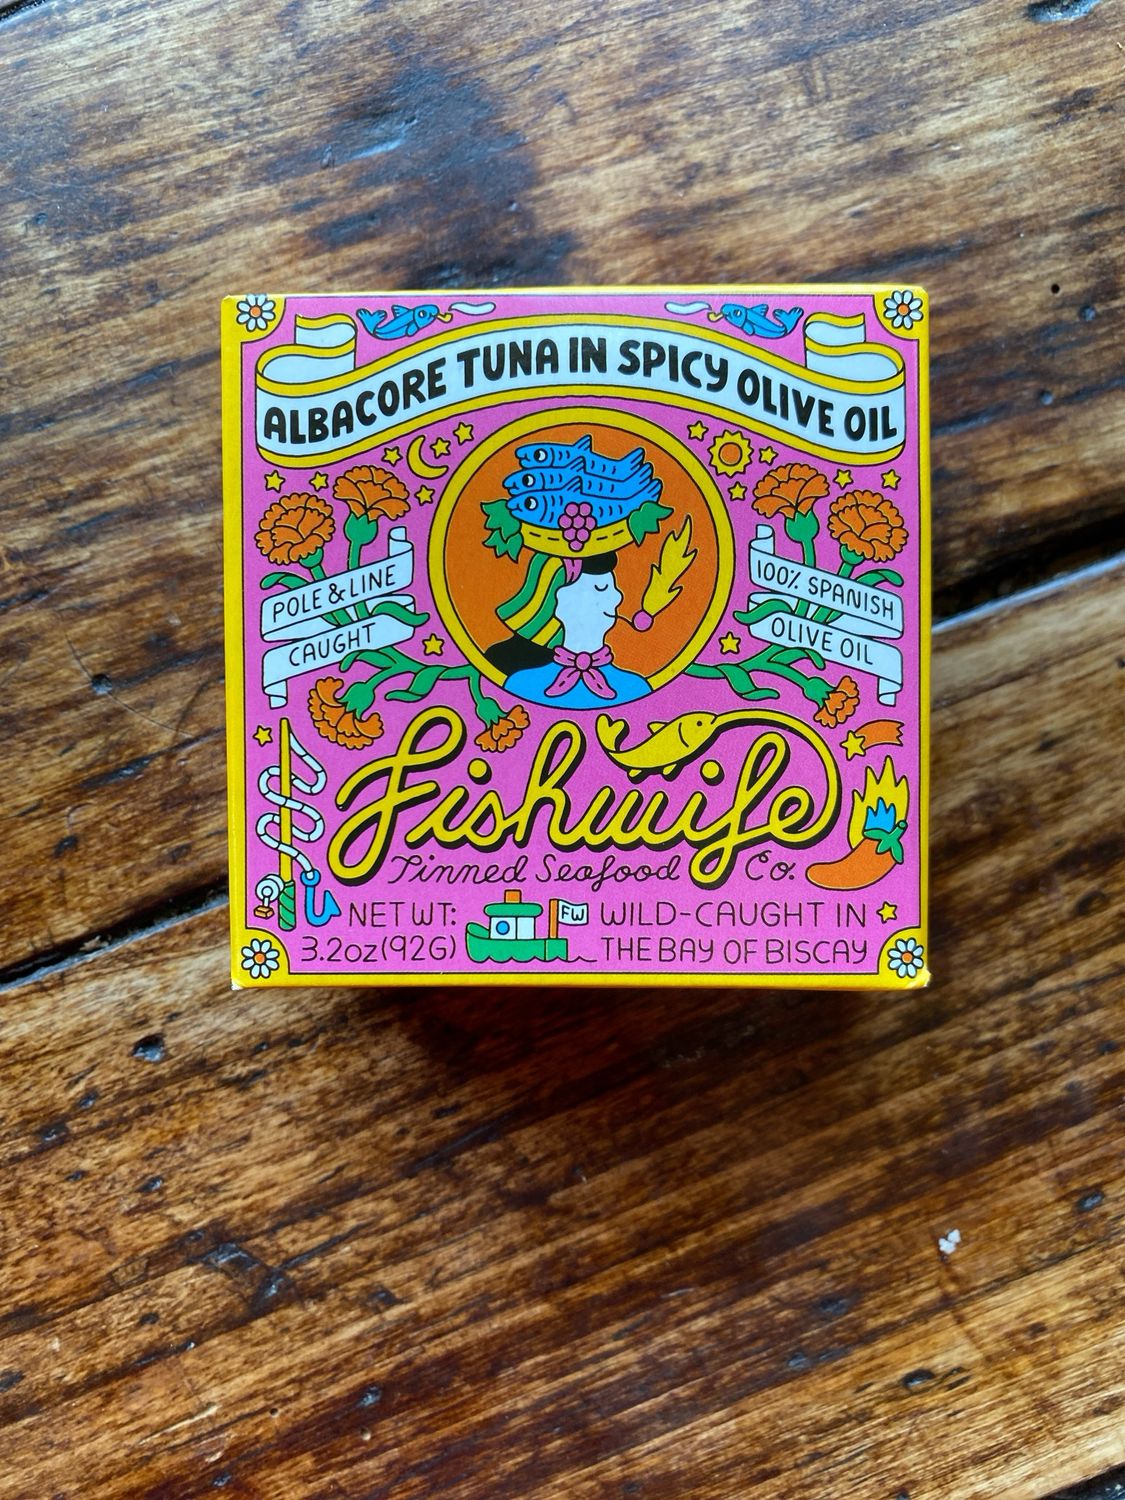 ALBACORE TUNA IN SPICY OLIVE OIL
POLE & LINE
CAUGHT
100% SPANISH
OLIVE OIL
Fishwife
Tinned Seafood Co.
NET WT:
3.2oz (92G)
FW
WILD-CAUGHT IN
THE BAY OF BISCAY